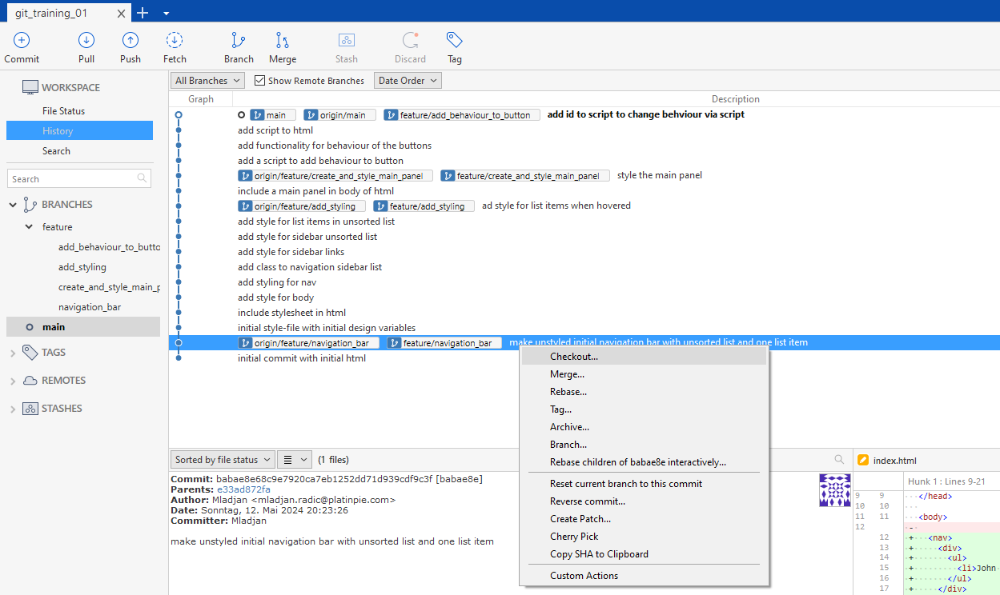 git_training_01
Commit
Pull
Push
Fetch
Branch
Merge
Stash
Discard
Tag
WORKSPACE
File Status
History
Search
Search
BRANCHES
feature
add_behaviour_to_butto
add_styling
create_and_style_main_p
navigation_bar
main
TAGS
REMOTES
STASHES
All Branches
Show Remote Branches
Date Order
Graph
Description
main origin/main feature/add_behaviour_to_button add id to script to change behviour via script
add script to html
add functionality for behaviour of the buttons
add a script to add behaviour to button
origin/feature/create_and_style_main_panel feature/create_and_style_main_panel style the main panel
include a main panel in body of html
origin/feature/add_styling feature/add_styling ad style for list items when hovered
add style for list items in unsorted list
add style for sidebar unsorted list
add style for sidebar links
add class to navigation sidebar list
add styling for nav
add style for body
include stylesheet in html
initial style-file with initial design variables
origin/feature/navigation_bar feature/navigation_bar make unstyled initial navigation bar with unsorted list and one list item
initial commit with initial html
Checkout...
Merge...
Rebase...
Tag...
Archive...
Branch...
Rebase children of babae8e interactively...
Reset current branch to this commit
Reverse commit...
Create Patch...
Cherry Pick
Copy SHA to Clipboard
Custom Actions
Sorted by file status
(1 files)
Commit: babae8e68c9e7920ca7eb1252dd71d939cdf9c3f [babae8e]
Parents: e33ad872fa
Author: Mladjan <mladjan.radic@platinpie.com>
Date: Sonntag, 12. Mai 2024 20:23:26
Committer: Mladjan
make unstyled initial navigation bar with unsorted list and one list item
index.html
Hunk 1 : Lines 9-21
9 9 </head>
10 10
11 11 <body>
12 -
12 + <nav>
13 + <div>
14 + <ul>
15 + <li>John
16 + </ul>
17 + </div>